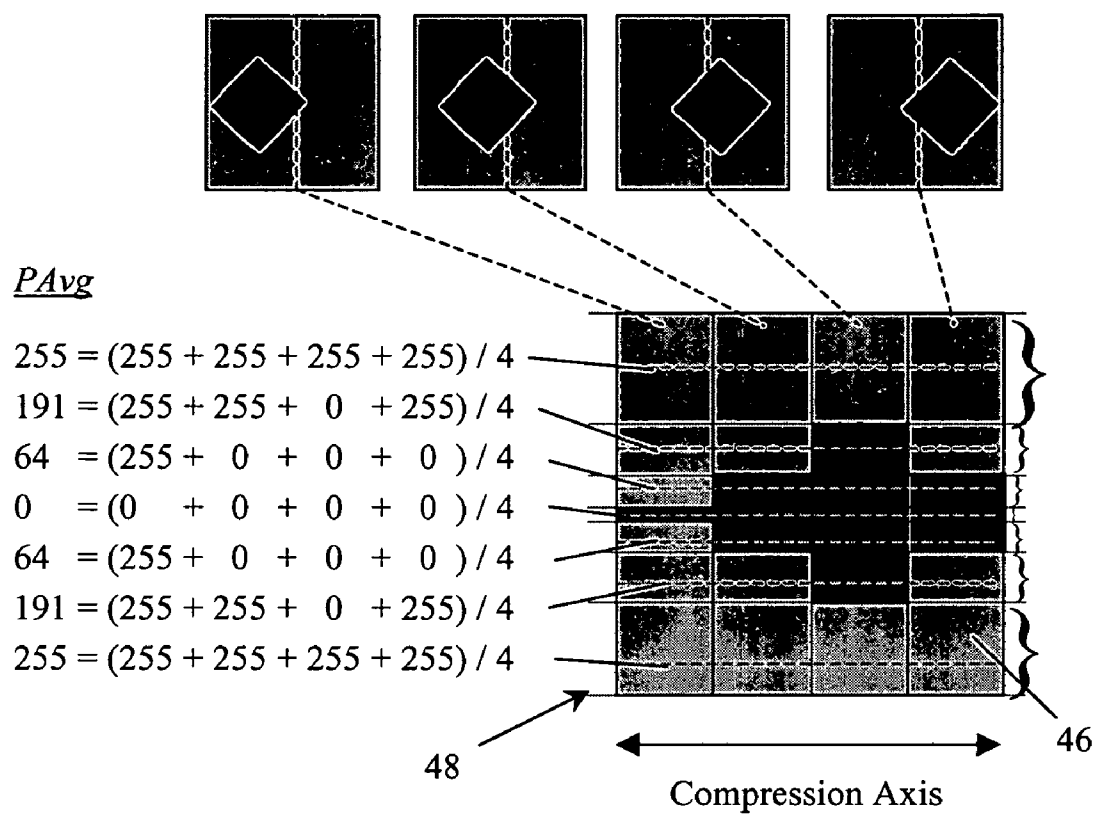 PAvg
255 = (255 + 255 + 255 + 255) / 4
191 = (255 + 255 + 0 + 255) / 4
64 = (255 + 0 + 0 + 0 ) / 4
0 = (0 + 0 + 0 + 0 ) / 4
64 = (255 + 0 + 0 + 0 ) / 4
191 = (255 + 255 + 0 + 255) / 4
255 = (255 + 255 + 255 + 255) / 4
48
46
Compression Axis